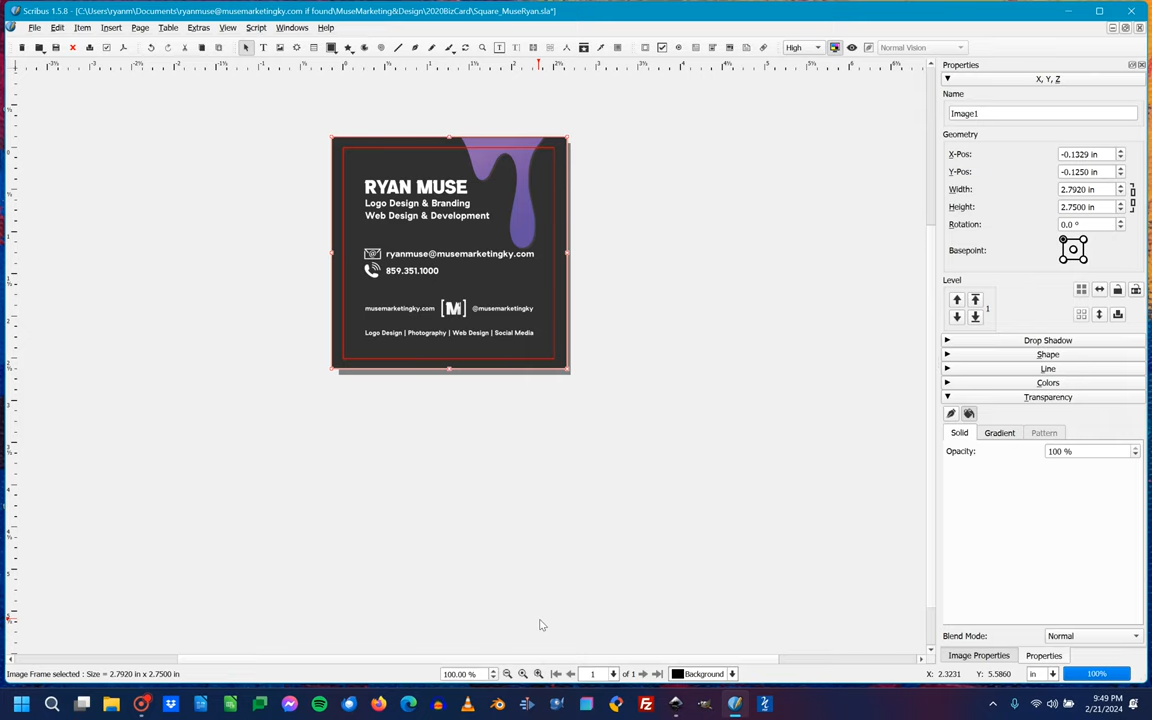 Scribus 1.5.8 - [C:\Users\ryanm\Documents\ryanmuse@musemarketingky.com if found\MuseMarketing&Design\2020BizCard\Square_MuseRyan.sla*]
File Edit Insert Item Page Table Extras View Script Windows Help
High
Normal Vision
RYAN MUSE
Logo Design & Branding
Web Design & Development
ryanmuse@musemarketingky.com
859.351.1000
musemarketingky.com [M] @musemarketingky
Logo Design | Photography | Web Design | Social Media
Properties
X, Y, Z
Name
Image1
Geometry
X-Pos: -0.1329 in
Y-Pos: -0.1250 in
Width: 2.7920 in
Height: 2.7500 in
Rotation: 0.0 °
Basepoint:
Level
1
Drop Shadow
Shape
Line
Colors
Transparency
Solid Gradient Pattern
Opacity: 100 %
Blend Mode: Normal
Image Properties Properties
Image Frame selected : Size = 2.7920 in x 2.7500 in
100.00 %
1 of 1
Background
X: 2.3231 Y: 5.5860 in 100%
9:49 PM
2/21/2024